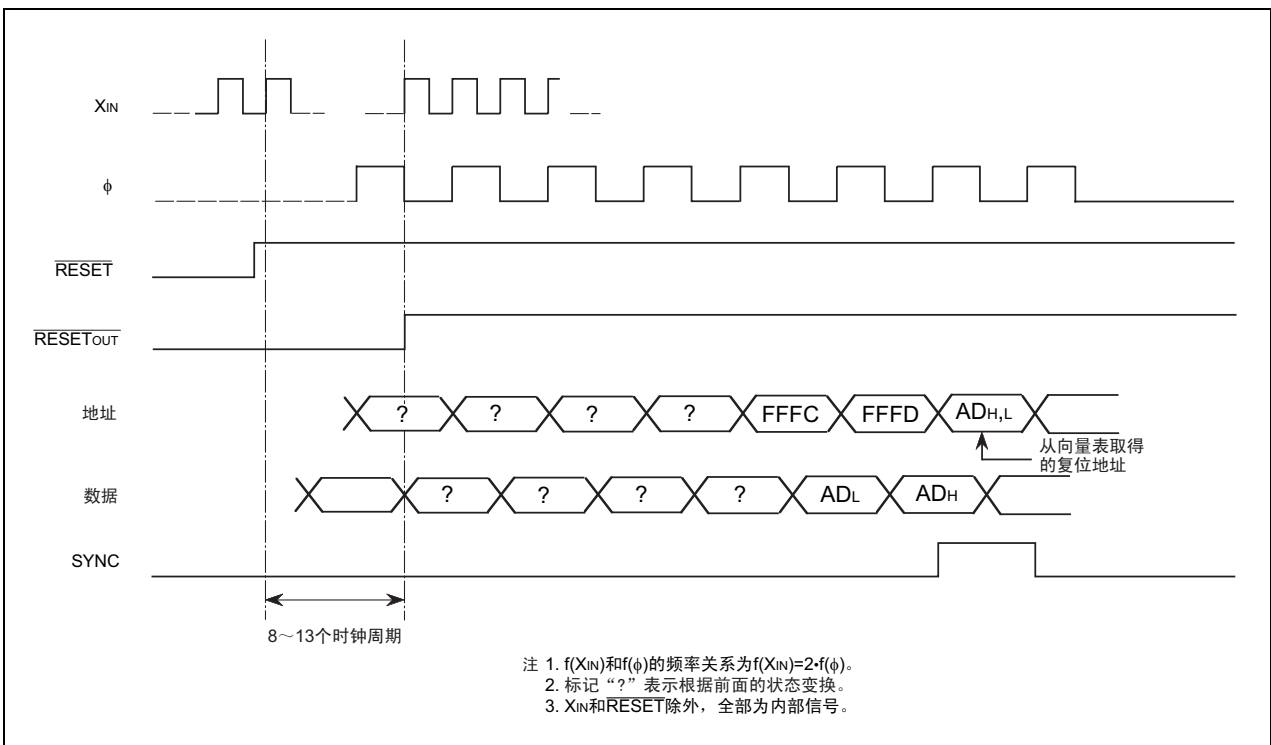 XIN
ϕ
RESET
RESETOUT
地址
? ? ? ? FFFC FFFD ADH,L
从向量表取得
的复位地址
数据
? ? ? ? ADL ADH
SYNC
8～13个时钟周期
注 1. f(XIN)和f(ϕ)的频率关系为f(XIN)=2•f(ϕ)。
2. 标记“?”表示根据前面的状态变换。
3. XIN和RESET除外，全部为内部信号。